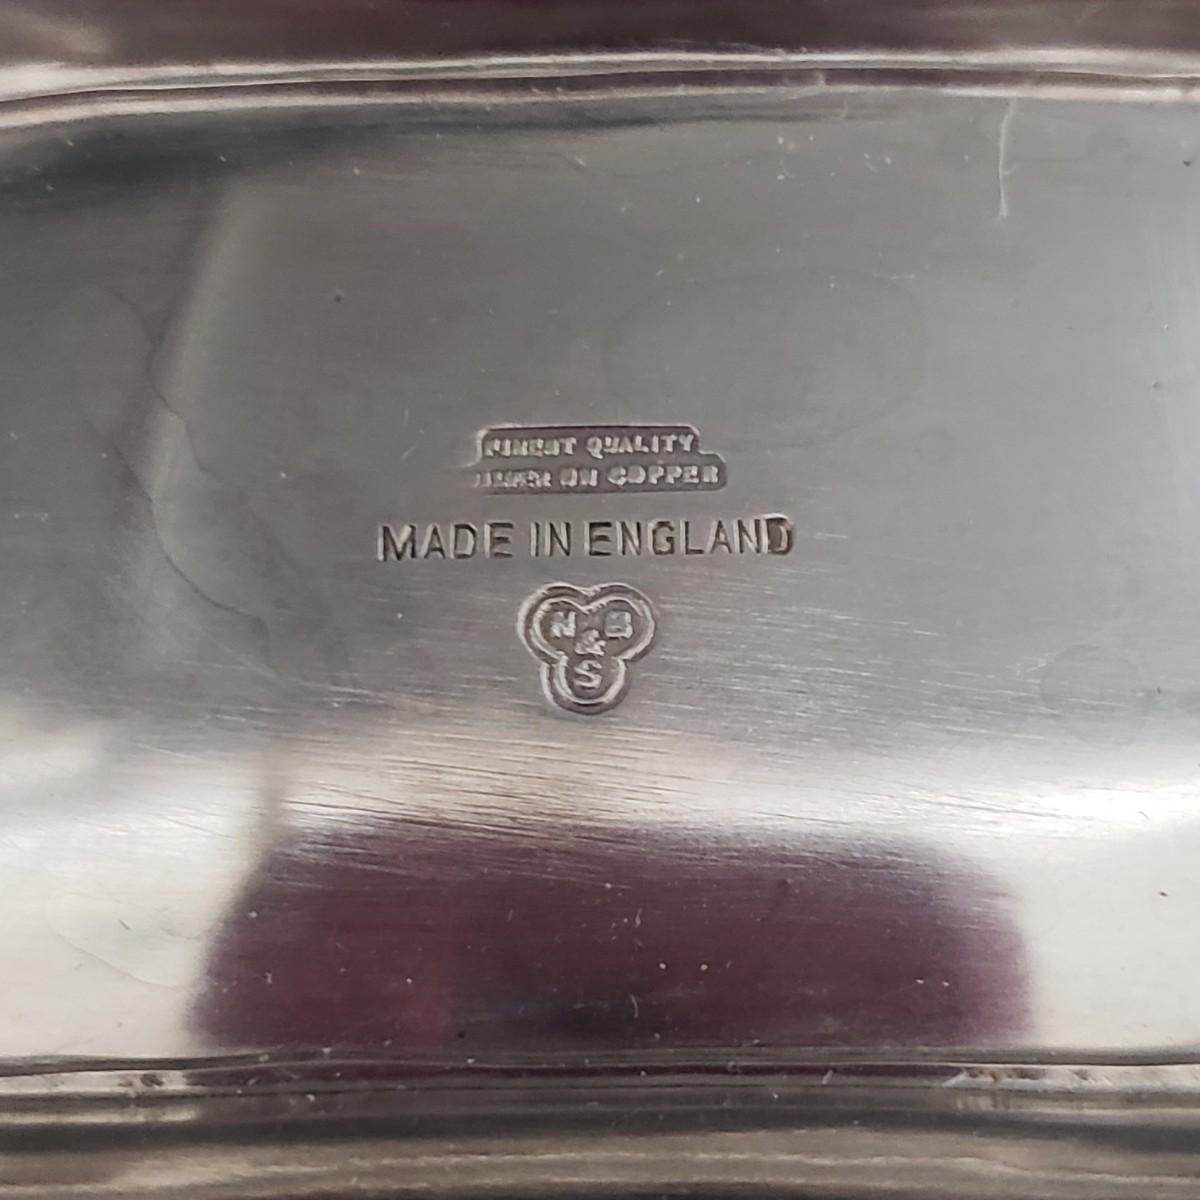 FINEST QUALITY
ON COPPER
MADE IN ENGLAND
N B
&
S